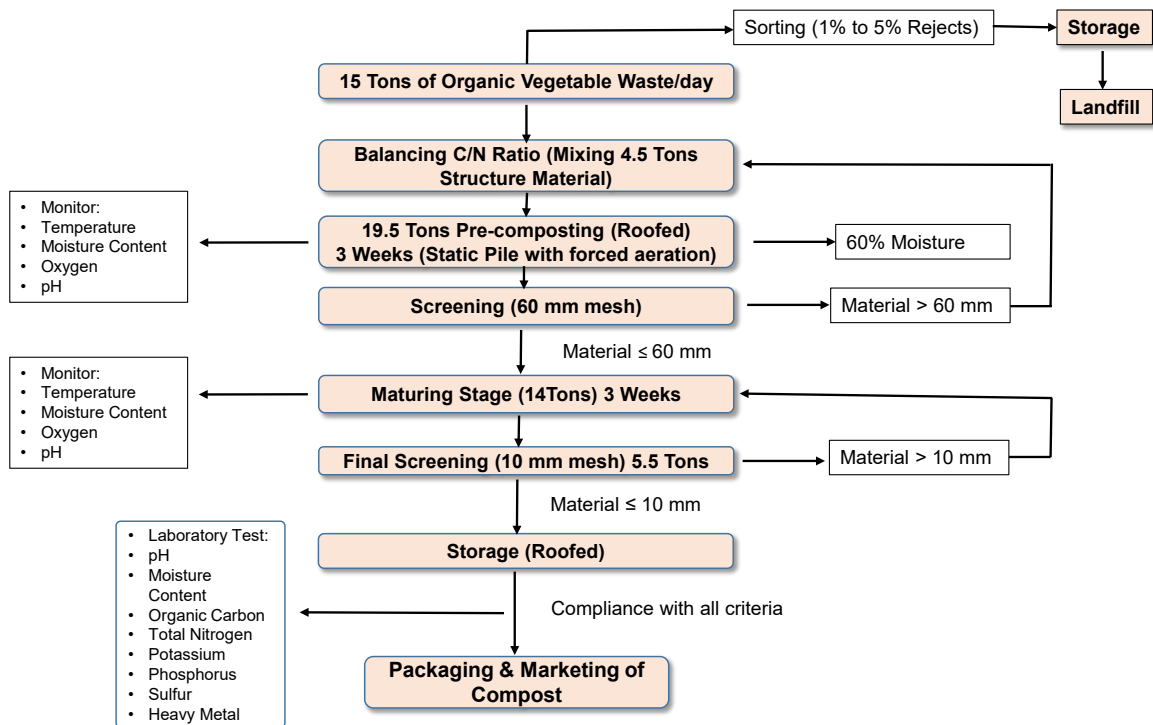 Sorting (1% to 5% Rejects)
Storage
15 Tons of Organic Vegetable Waste/day
Landfill
Balancing C/N Ratio (Mixing 4.5 Tons
Structure Material)
• Monitor:
• Temperature
• Moisture Content
• Oxygen
• pH
19.5 Tons Pre-composting (Roofed)
3 Weeks (Static Pile with forced aeration)
60% Moisture
Screening (60 mm mesh)
Material > 60 mm
Material ≤ 60 mm
• Monitor:
• Temperature
• Moisture Content
• Oxygen
• pH
Maturing Stage (14Tons) 3 Weeks
Final Screening (10 mm mesh) 5.5 Tons
Material > 10 mm
Material ≤ 10 mm
Storage (Roofed)
• Laboratory Test:
• pH
• Moisture
Content
• Organic Carbon
• Total Nitrogen
• Potassium
• Phosphorus
• Sulfur
• Heavy Metal
Compliance with all criteria
Packaging & Marketing of
Compost